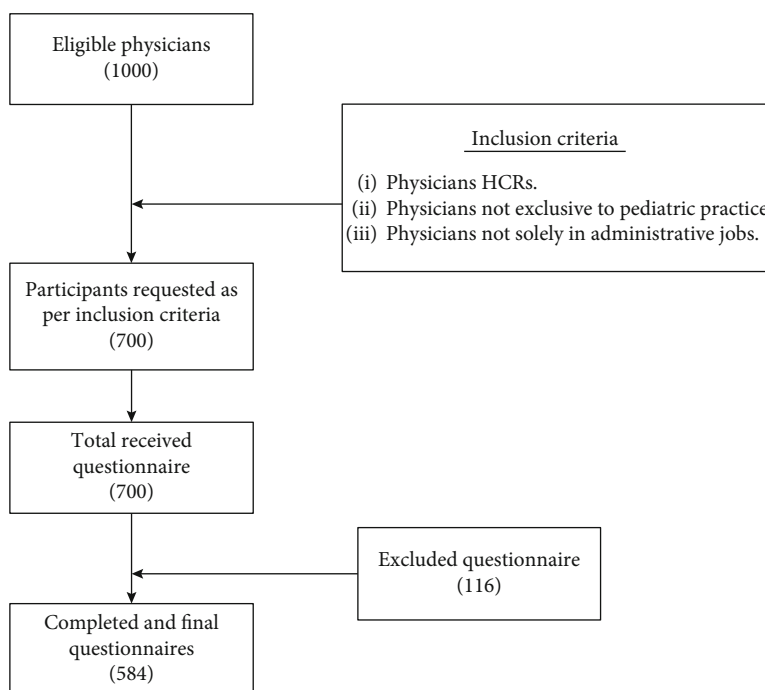 Eligible physicians
(1000)
Inclusion criteria
(i) Physicians HCRs.
(ii) Physicians not exclusive to pediatric practice
(iii) Physicians not solely in administrative jobs.
Participants requested as
per inclusion criteria
(700)
Total received
questionnaire
(700)
Excluded questionnaire
(116)
Completed and final
questionnaires
(584)